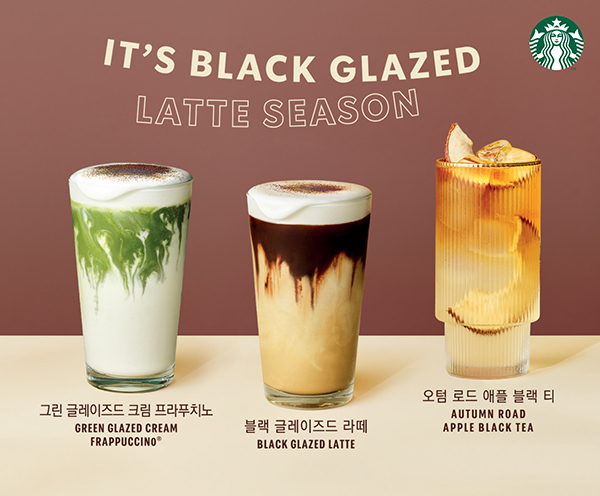 IT'S BLACK GLAZED
LATTE SEASON
그린 글레이즈드 크림 프라푸치노
GREEN GLAZED CREAM
FRAPPUCCINO®
블랙 글레이즈드 라떼
BLACK GLAZED LATTE
오텀 로드 애플 블랙 티
AUTUMN ROAD
APPLE BLACK TEA